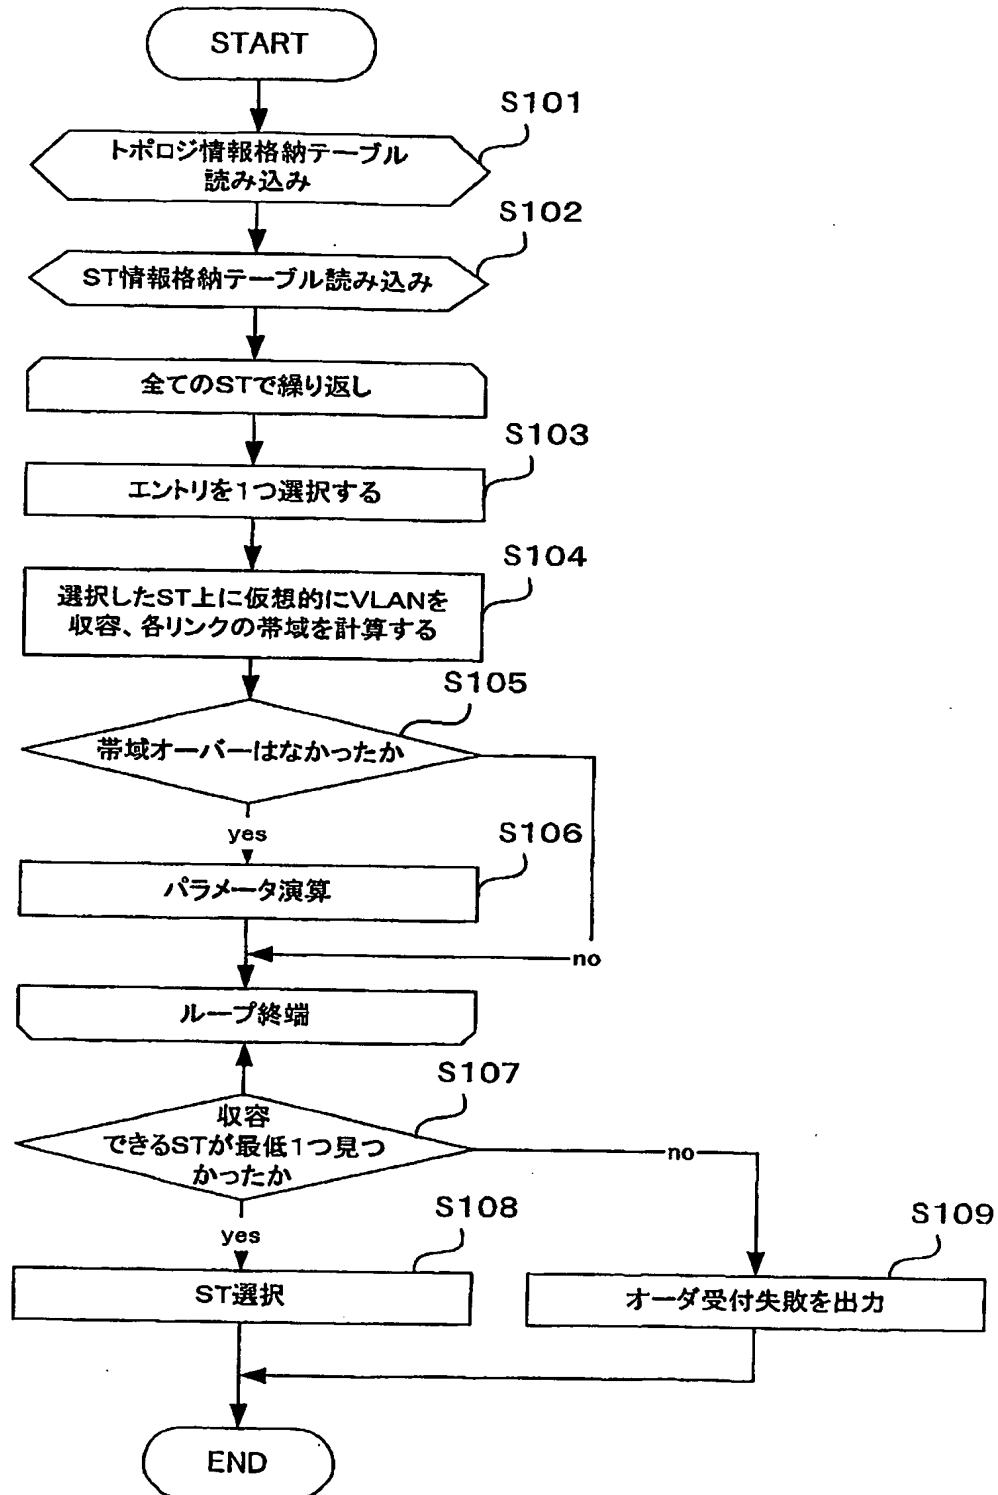 START
S101
トポロジ情報格納テーブル
読み込み
S102
ST情報格納テーブル読み込み
全てのSTで繰り返し
S103
エントリを1つ選択する
S104
選択したST上に仮想的にVLANを
収容、各リンクの帯域を計算する
S105
帯域オーバーはなかったか
yes
S106
パラメータ演算
no
ループ終端
S107
収容
できるSTが最低1つ見つ
かったか
no
yes
S108
ST選択
S109
オーダ受付失敗を出力
END